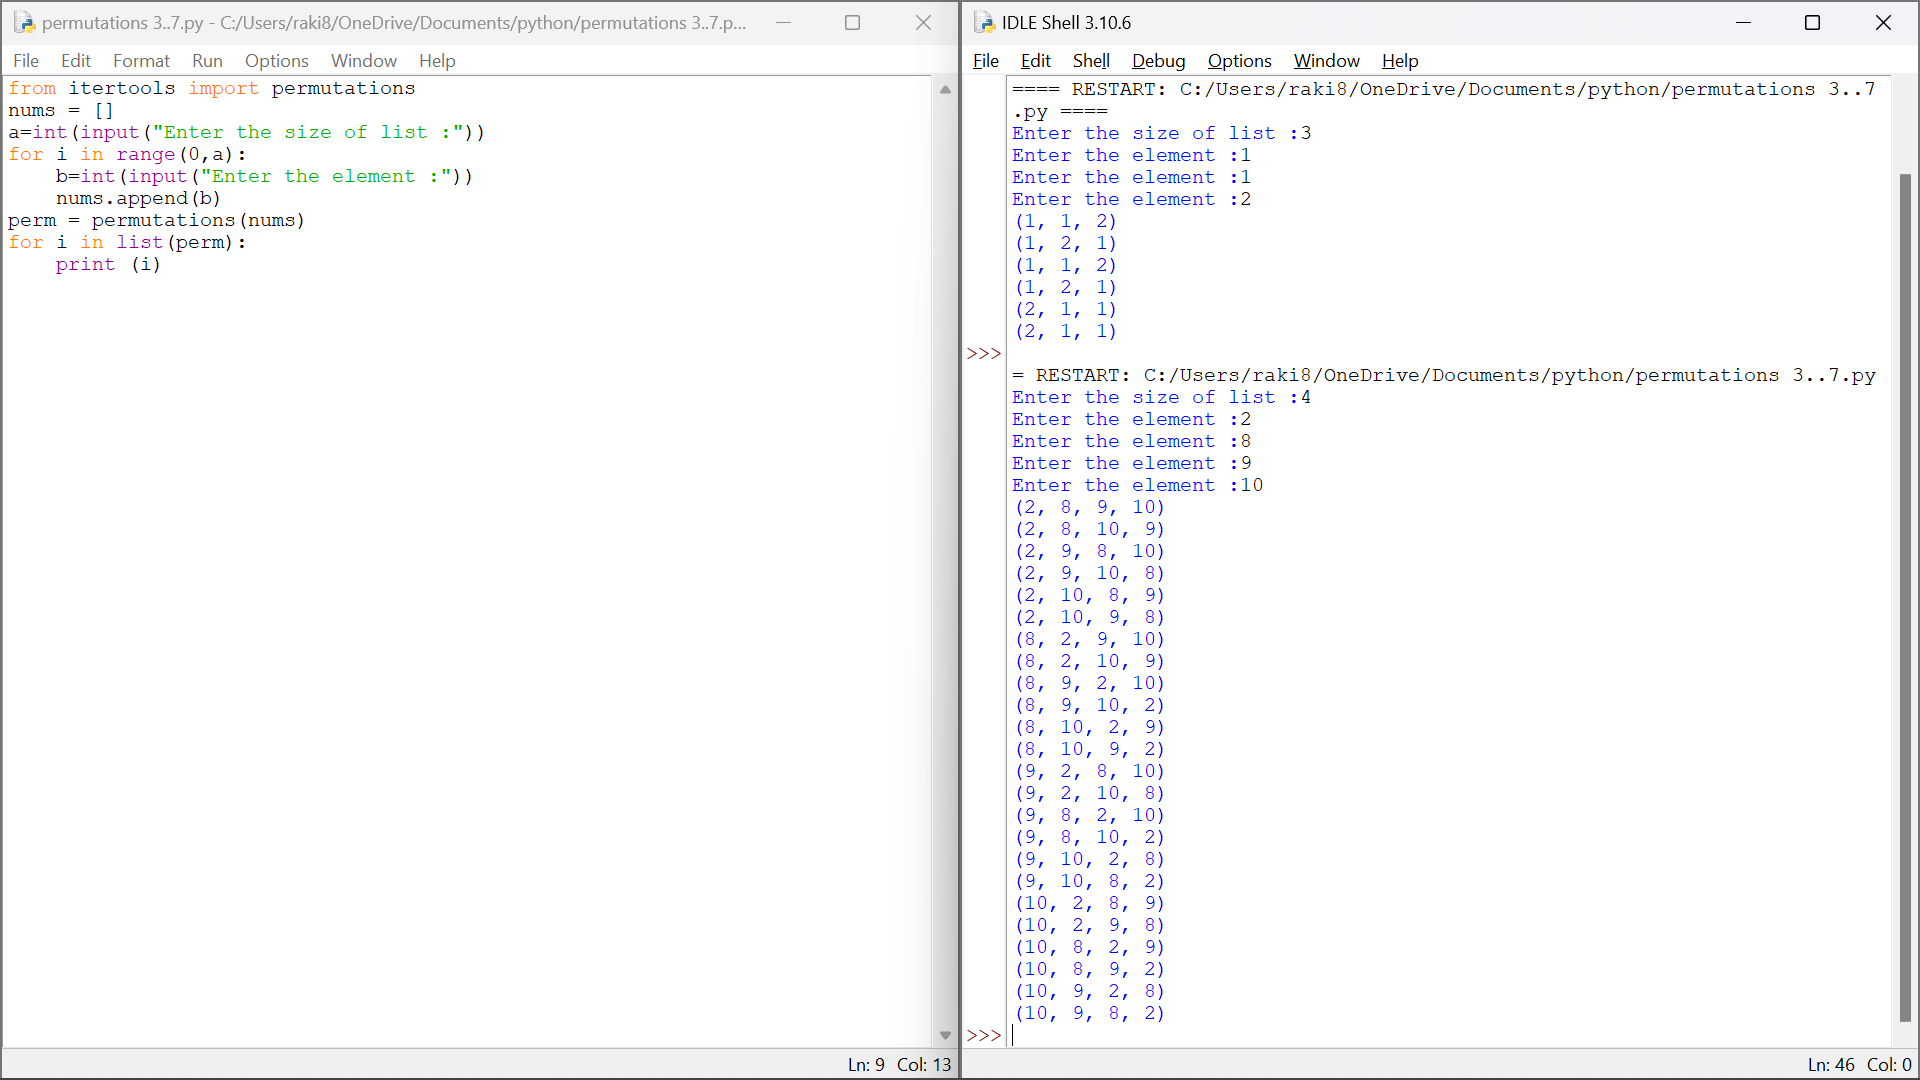 permutations 3..7.py - C:/Users/raki8/OneDrive/Documents/python/permutations 3..7.p...
File Edit Format Run Options Window Help
from itertools import permutations
nums = []
a=int(input("Enter the size of list :"))
for i in range(0,a):
    b=int(input("Enter the element :"))
    nums.append(b)
perm = permutations(nums)
for i in list(perm):
    print (i)
Ln: 9 Col: 13
IDLE Shell 3.10.6
File Edit Shell Debug Options Window Help
==== RESTART: C:/Users/raki8/OneDrive/Documents/python/permutations 3..7
.py ====
Enter the size of list :3
Enter the element :1
Enter the element :1
Enter the element :2
(1, 1, 2)
(1, 2, 1)
(1, 1, 2)
(1, 2, 1)
(2, 1, 1)
(2, 1, 1)
>>>
= RESTART: C:/Users/raki8/OneDrive/Documents/python/permutations 3..7.py
Enter the size of list :4
Enter the element :2
Enter the element :8
Enter the element :9
Enter the element :10
(2, 8, 9, 10)
(2, 8, 10, 9)
(2, 9, 8, 10)
(2, 9, 10, 8)
(2, 10, 8, 9)
(2, 10, 9, 8)
(8, 2, 9, 10)
(8, 2, 10, 9)
(8, 9, 2, 10)
(8, 9, 10, 2)
(8, 10, 2, 9)
(8, 10, 9, 2)
(9, 2, 8, 10)
(9, 2, 10, 8)
(9, 8, 2, 10)
(9, 8, 10, 2)
(9, 10, 2, 8)
(9, 10, 8, 2)
(10, 2, 8, 9)
(10, 2, 9, 8)
(10, 8, 2, 9)
(10, 8, 9, 2)
(10, 9, 2, 8)
(10, 9, 8, 2)
>>>
Ln: 46 Col: 0